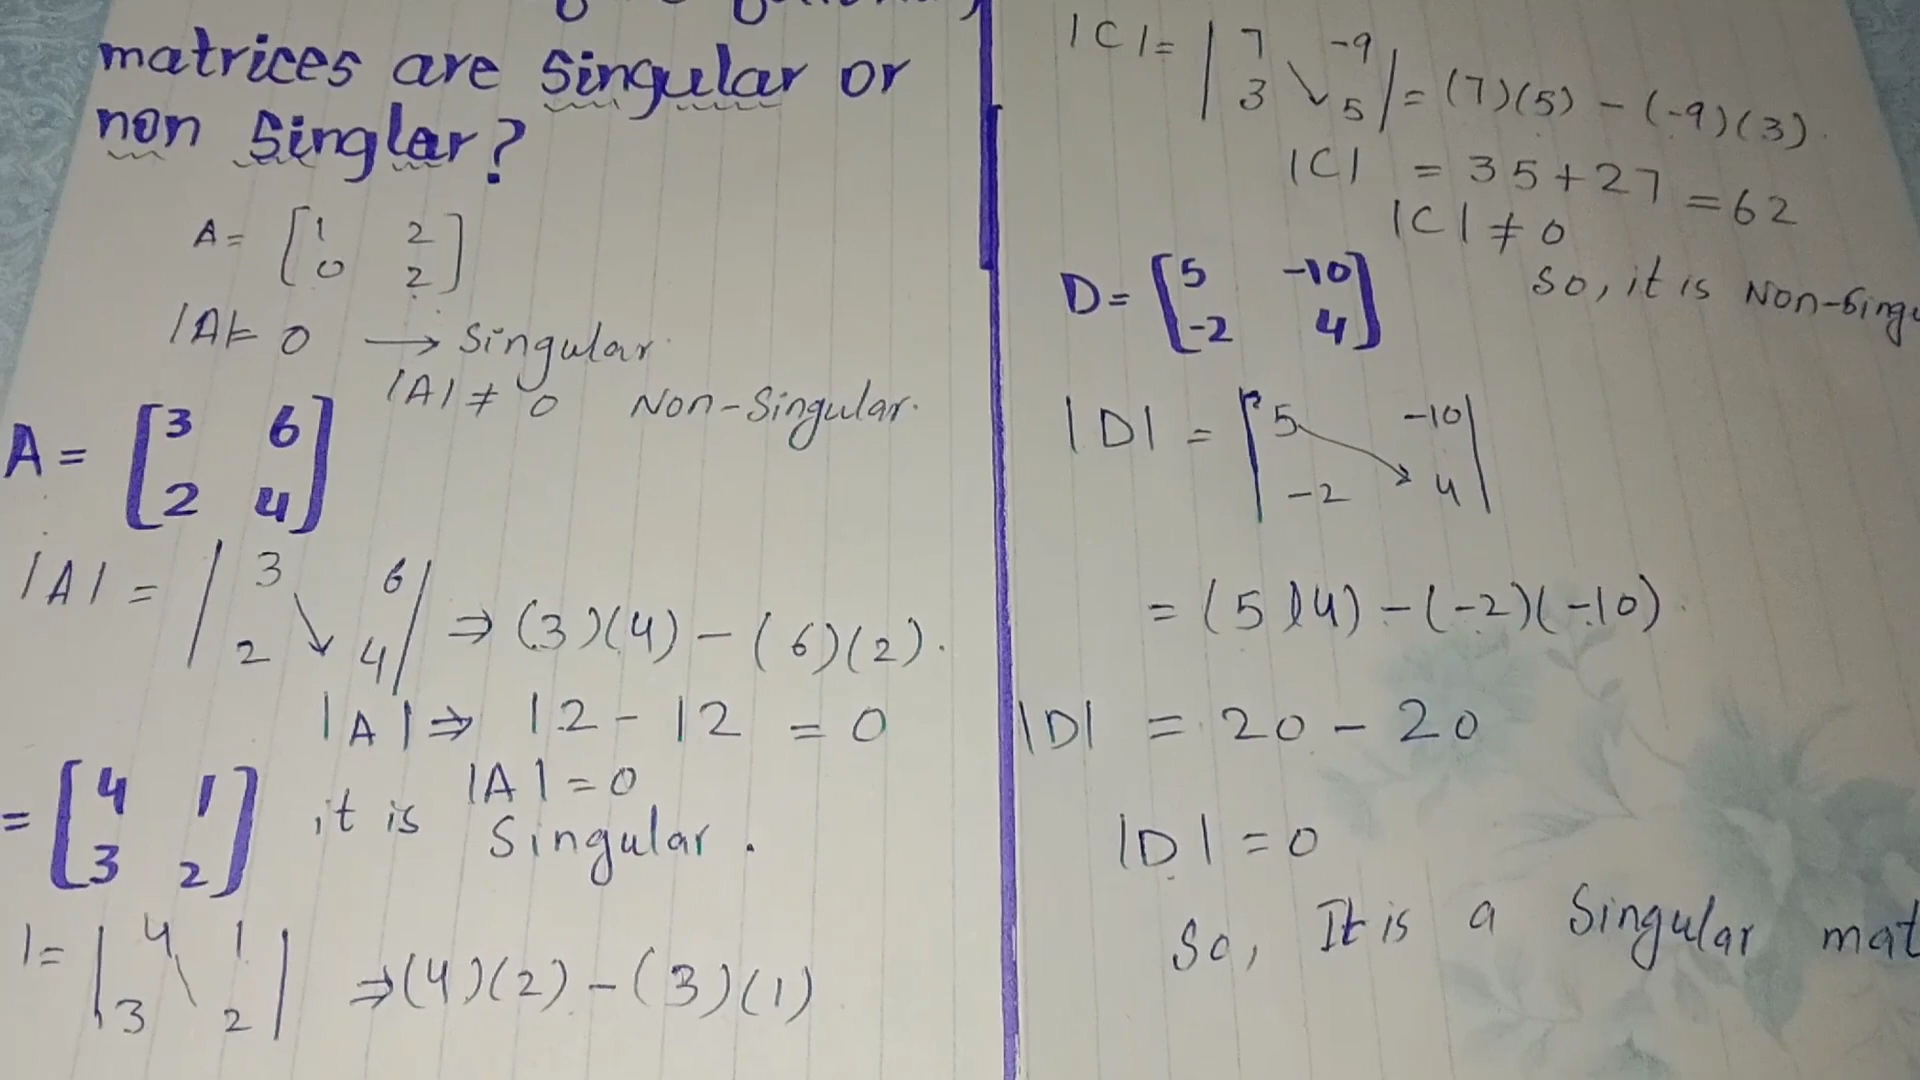 matrices are Singular or
non Singlar?
A = [1 2
0 2]
|A|= 0 → Singular.
|A| ≠ 0 Non-Singular.
A = [3 6
2 4]
|A| = |3 6
2 4| ⇒ (3)(4) - (6)(2).
|A| ⇒ 12 - 12 = 0
|A| = 0
= [4 1
3 2] it is Singular.
|= |4 1
3 2| ⇒ (4)(2) - (3)(1)
|C|= |7 -9
3 5| = (7)(5) - (-9)(3).
|C| = 35+27 = 62
|C| ≠ 0
So, it is Non-Singu
D= [5 -10
-2 4]
|D| = |5 -10
-2 4|
= (5)(4) - (-2)(-10).
|D| = 20 - 20
|D| = 0
So, It is a Singular mat